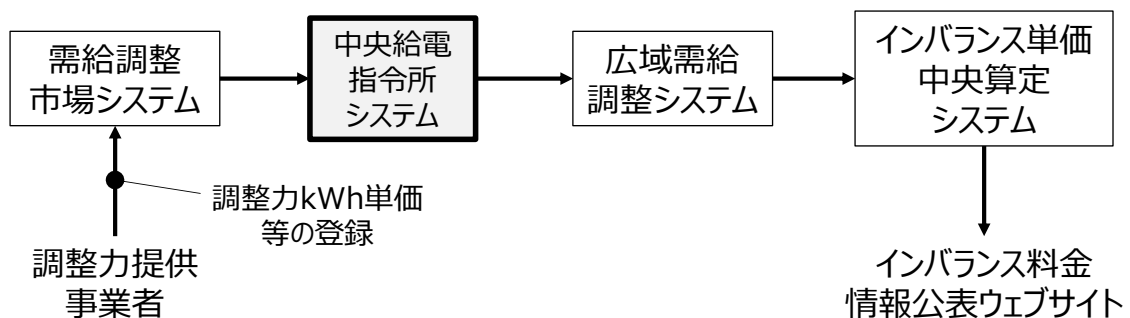 需給調整
市場システム
中央給電
指令所
システム
広域需給
調整システム
インバランス単価
中央算定
システム
調整力kWh単価
等の登録
調整力提供
事業者
インバランス料金
情報公表ウェブサイト